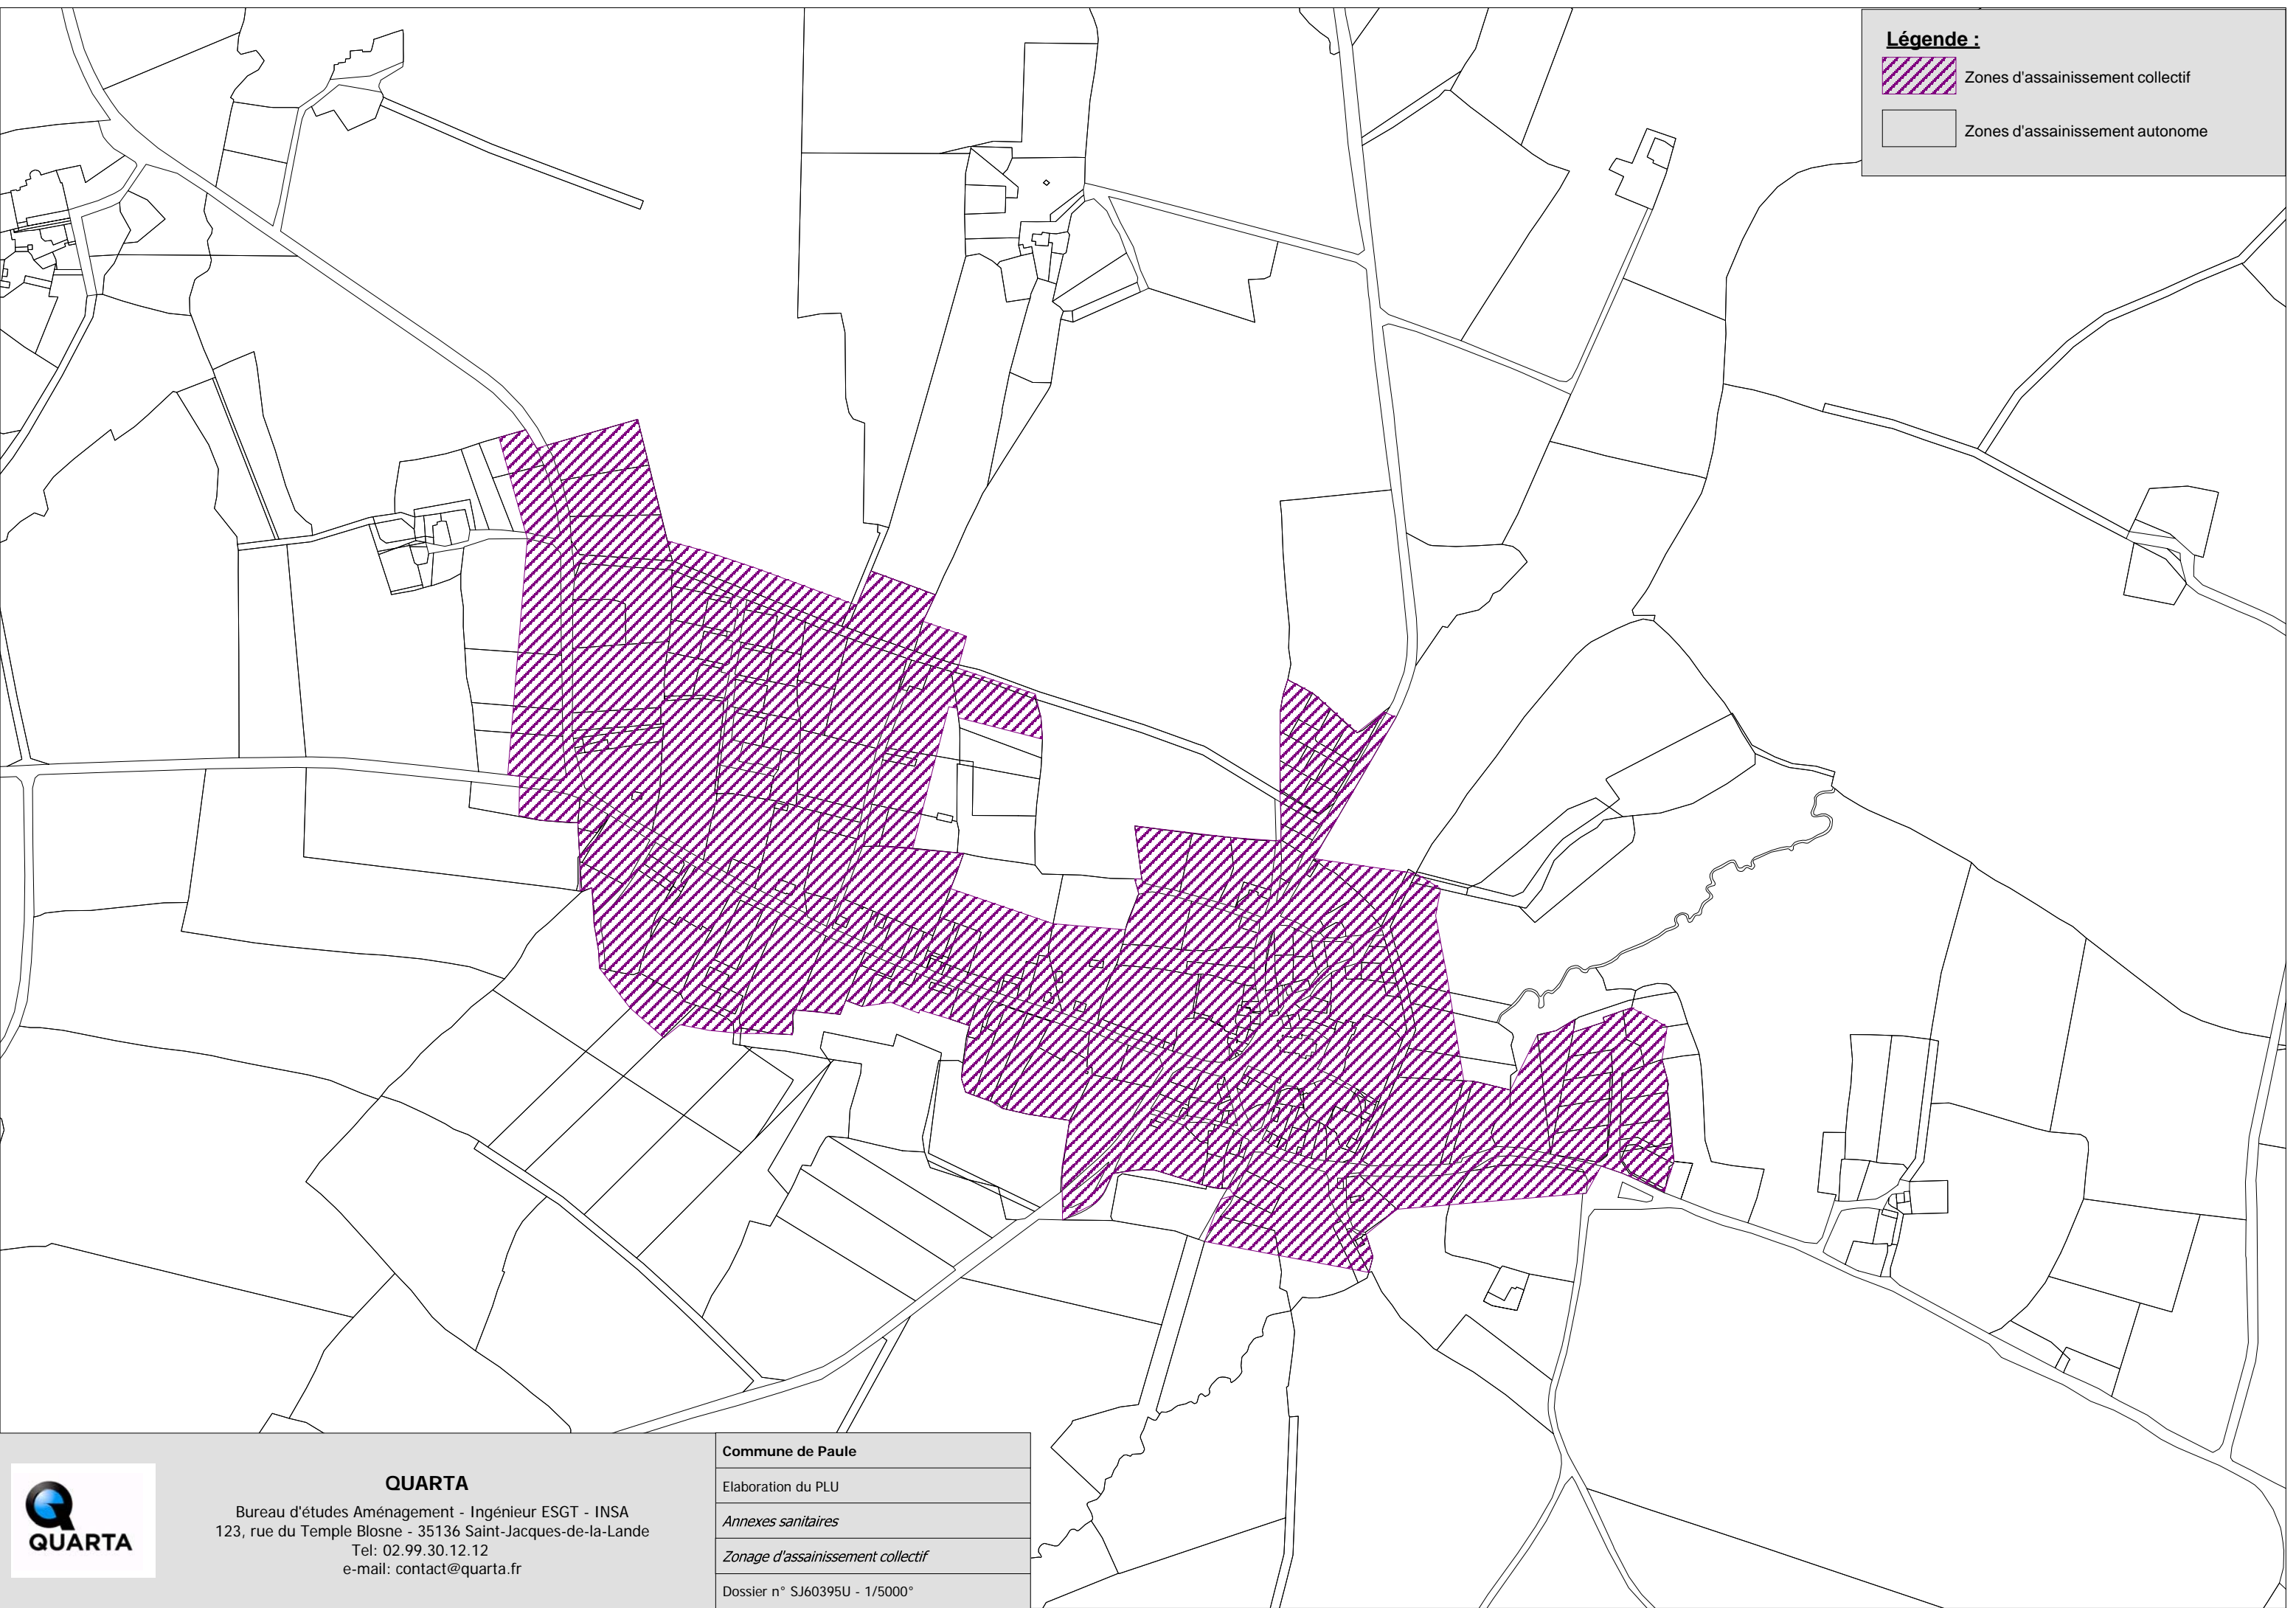 Légende :
Zones d'assainissement collectif
Zones d'assainissement autonome
QUARTA
QUARTA
Bureau d'études Aménagement - Ingénieur ESGT - INSA
123, rue du Temple Blosne - 35136 Saint-Jacques-de-la-Lande
Tel: 02.99.30.12.12
e-mail: contact@quarta.fr
Commune de Paule
Elaboration du PLU
Annexes sanitaires
Zonage d'assainissement collectif
Dossier n° SJ60395U - 1/5000°